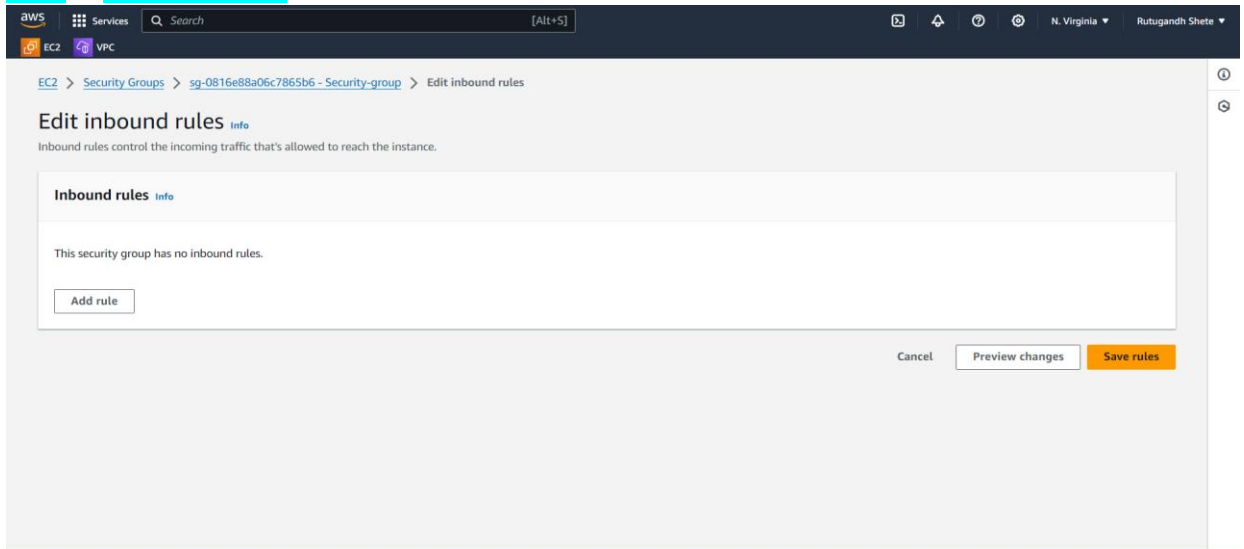 aws Services Search [Alt+S] N. Virginia Rutugandh Shete
EC2 VPC
EC2 > Security Groups > sg-0816e88a06c7865b6 - Security-group > Edit inbound rules
Edit inbound rules Info
Inbound rules control the incoming traffic that's allowed to reach the instance.
Inbound rules Info
This security group has no inbound rules.
Add rule
Cancel Preview changes Save rules